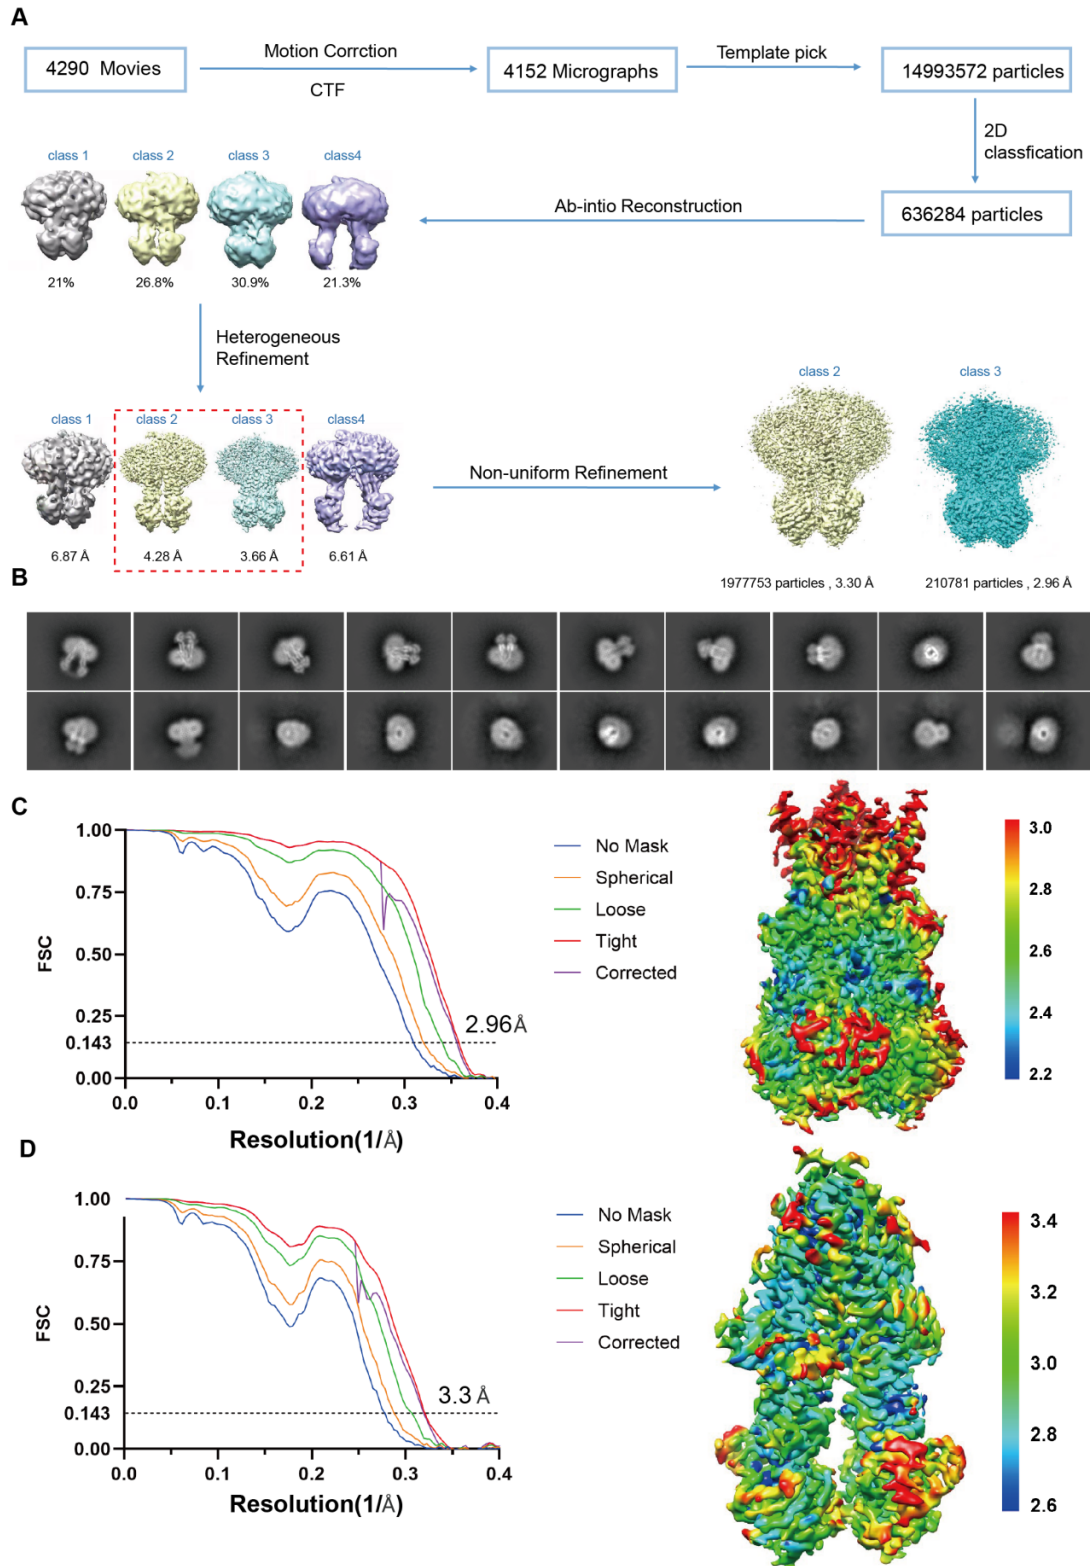 A
4290 Movies
Motion Corrction
CTF
4152 Micrographs
Template pick
14993572 particles
2D
classfication
636284 particles
Ab-intio Reconstruction
class 1
class 2
class 3
class4
21%
26.8%
30.9%
21.3%
Heterogeneous
Refinement
class 1
class 2
class 3
class4
6.87 Å
4.28 Å
3.66 Å
6.61 Å
Non-uniform Refinement
class 2
class 3
1977753 particles , 3.30 Å
210781 particles , 2.96 Å
B
C
1.00
0.75
0.50
0.25
0.143
0.00
FSC
0.0
0.1
0.2
0.3
0.4
Resolution(1/Å)
2.96 Å
No Mask
Spherical
Loose
Tight
Corrected
3.0
2.8
2.6
2.4
2.2
D
1.00
0.75
0.50
0.25
0.143
0.00
FSC
0.0
0.1
0.2
0.3
0.4
Resolution(1/Å)
3.3 Å
No Mask
Spherical
Loose
Tight
Corrected
3.4
3.2
3.0
2.8
2.6